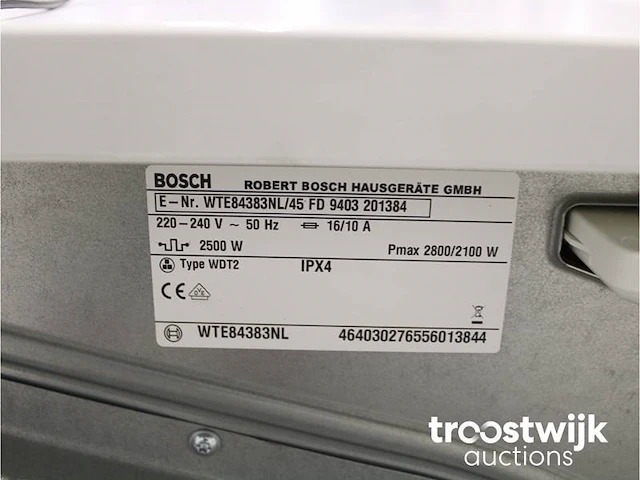 BOSCH ROBERT BOSCH HAUSGERÄTE GMBH
E-Nr. WTE84383NL/45 FD 9403 201384
220-240 V ~ 50 Hz 16/10 A
2500 W Pmax 2800/2100 W
Type WDT2 IPX4
CE
WTE84383NL 464030276556013844
troostwijk
auctions